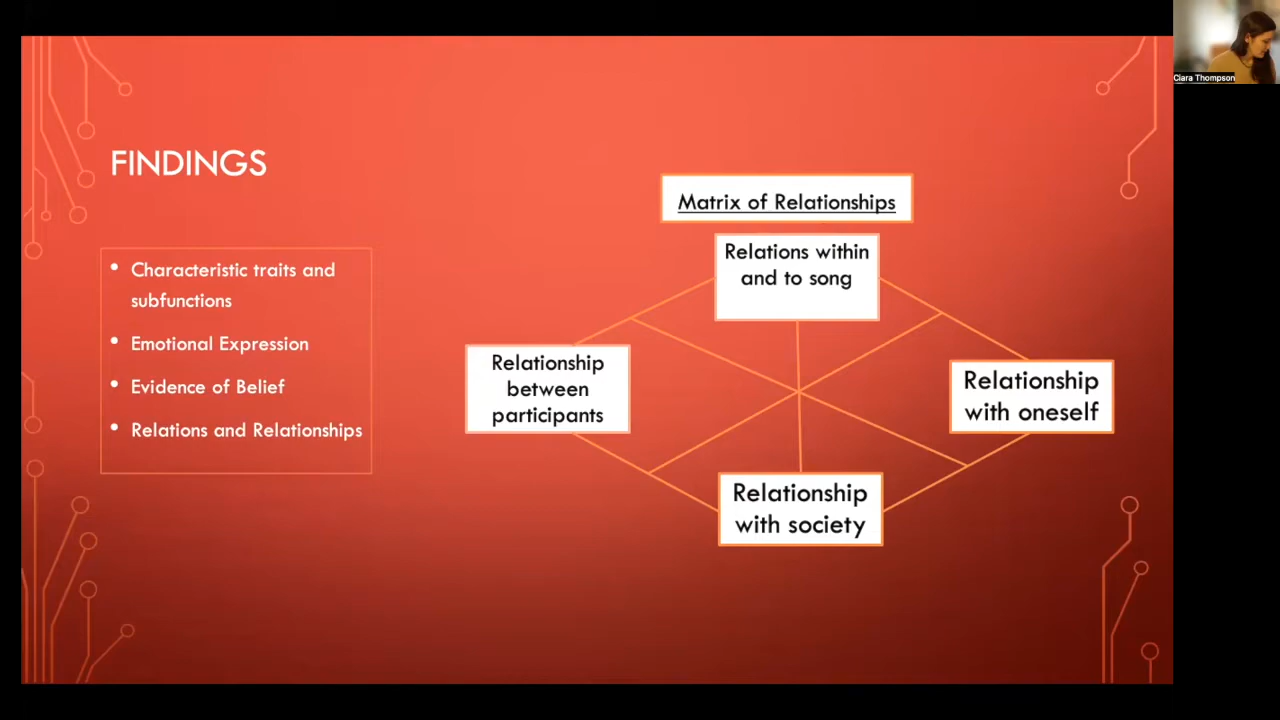 FINDINGS
• Characteristic traits and
subfunctions
• Emotional Expression
• Evidence of Belief
• Relations and Relationships
Matrix of Relationships
Relations within
and to song
Relationship
between
participants
Relationship
with oneself
Relationship
with society
Ciara Thompson